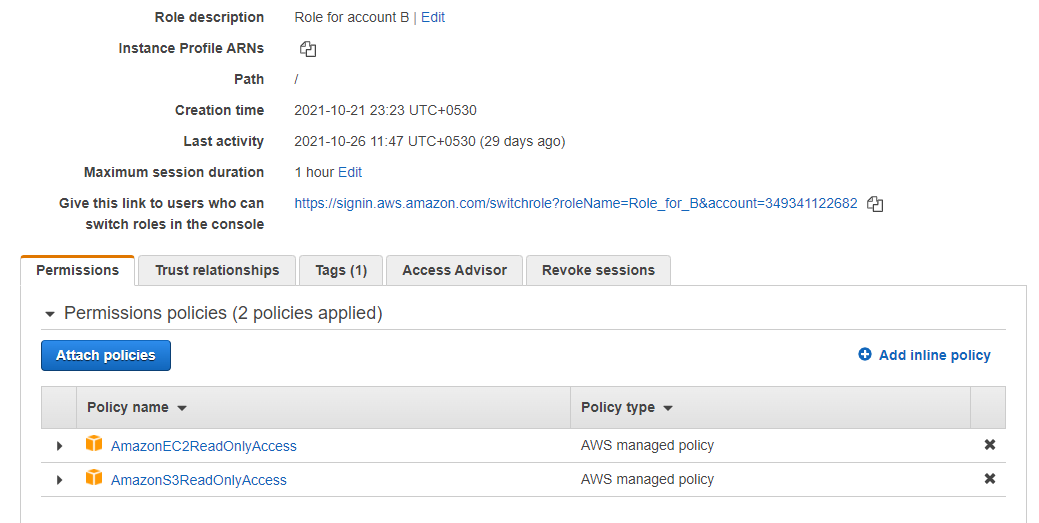 Role description Role for account B | Edit
Instance Profile ARNs
Path /
Creation time 2021-10-21 23:23 UTC+0530
Last activity 2021-10-26 11:47 UTC+0530 (29 days ago)
Maximum session duration 1 hour Edit
Give this link to users who can https://signin.aws.amazon.com/switchrole?roleName=Role_for_B&account=349341122682
switch roles in the console
Permissions Trust relationships Tags (1) Access Advisor Revoke sessions
Permissions policies (2 policies applied)
Attach policies Add inline policy
Policy name Policy type
AmazonEC2ReadOnlyAccess AWS managed policy
AmazonS3ReadOnlyAccess AWS managed policy